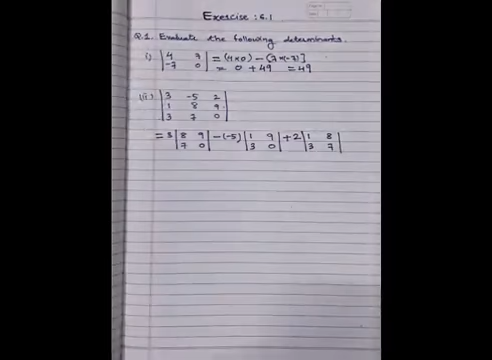 Exercise : 6.1
Q.1. Evaluate the following determinants.
i) | 4 7 | = (4×0) – [7×(-7)]
| -7 0 | = 0 + 49 = 49
(ii) | 3 -5 2 |
| 1 8 9 |
| 3 7 0 |
= 3 | 8 9 | – (-5) | 1 9 | + 2 | 1 8 |
| 7 0 | | 3 0 | | 3 7 |